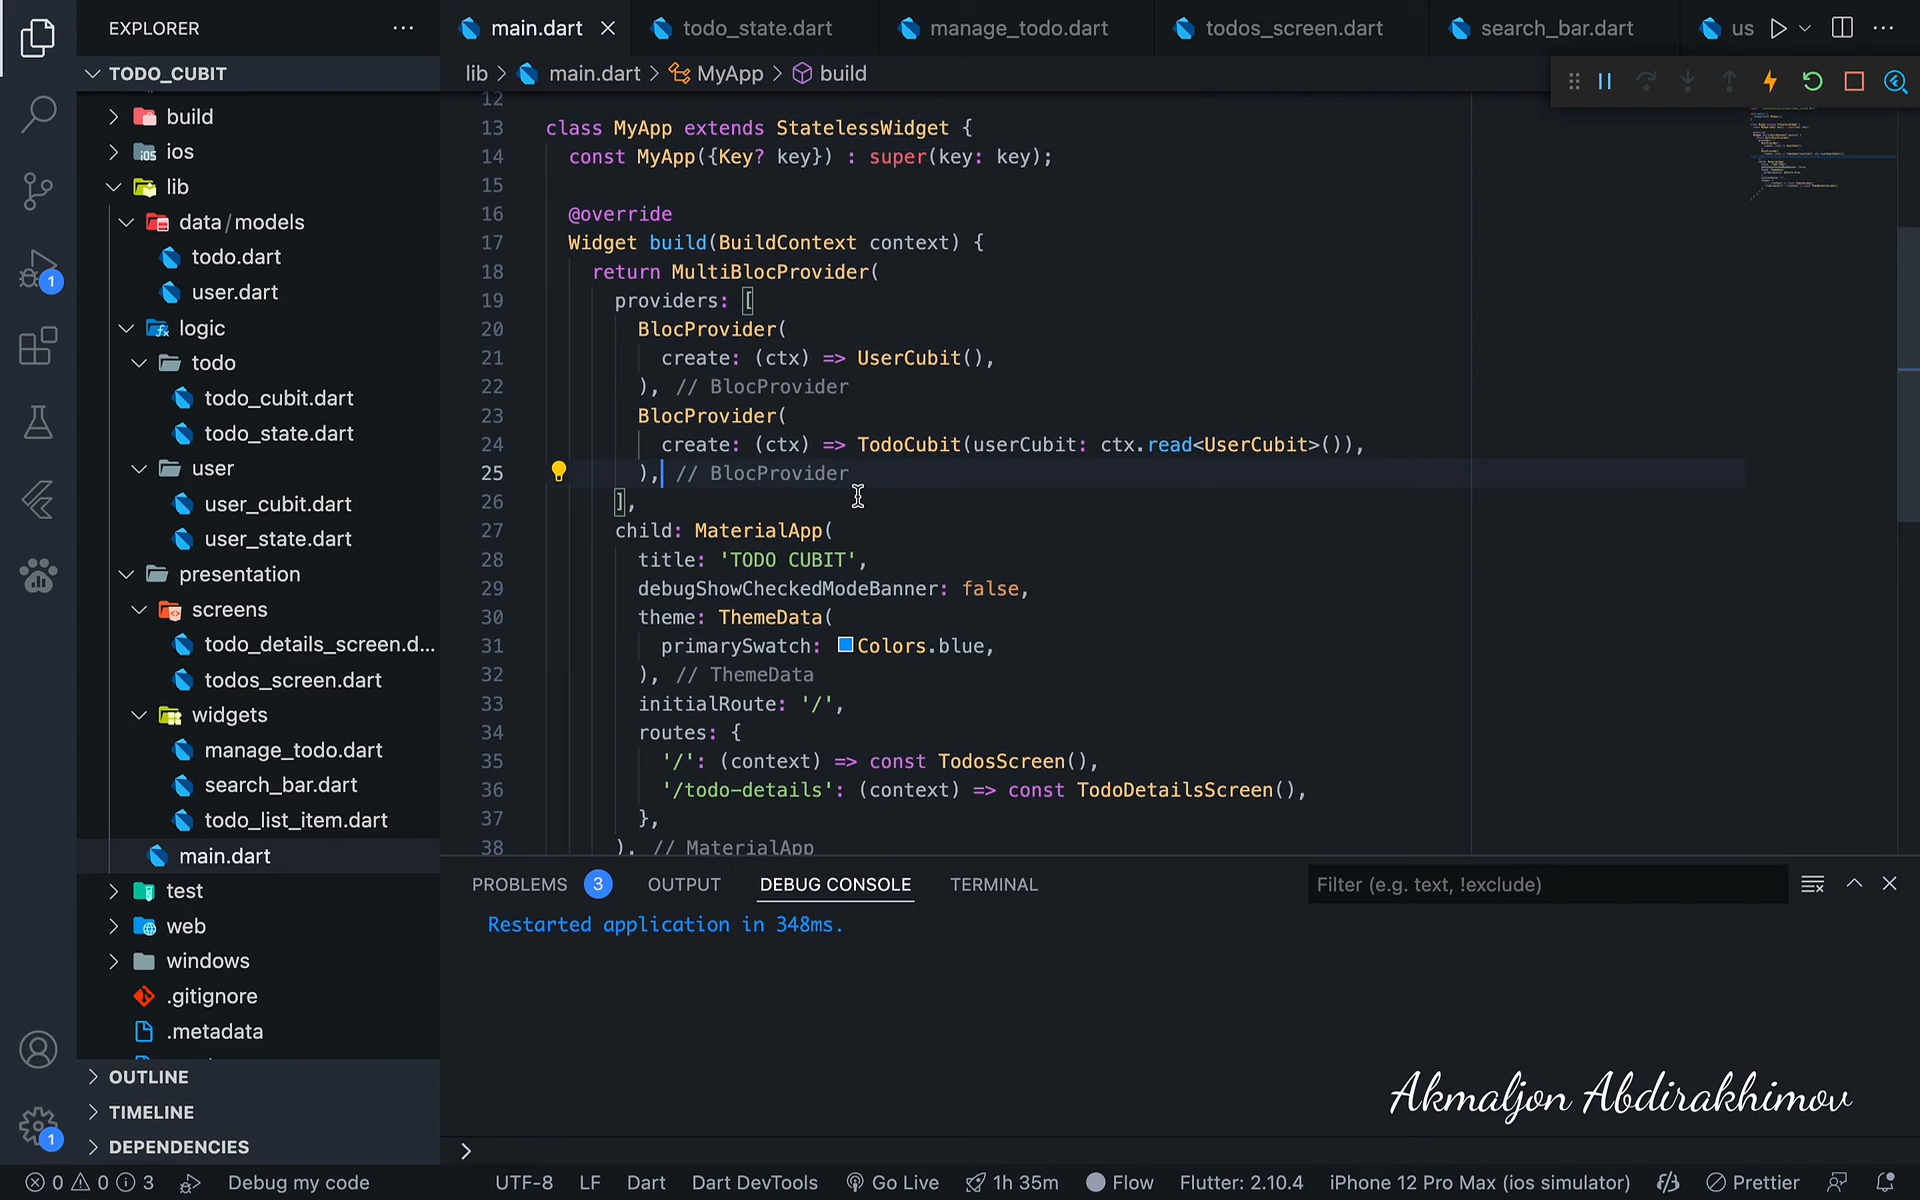 EXPLORER
TODO_CUBIT
build
ios
lib
data/models
todo.dart
user.dart
logic
todo
todo_cubit.dart
todo_state.dart
user
user_cubit.dart
user_state.dart
presentation
screens
todo_details_screen.d...
todos_screen.dart
widgets
manage_todo.dart
search_bar.dart
todo_list_item.dart
main.dart
test
web
windows
.gitignore
.metadata
OUTLINE
TIMELINE
DEPENDENCIES
1
1
main.dart todo_state.dart manage_todo.dart todos_screen.dart search_bar.dart us
lib > main.dart > MyApp > build
12
13 class MyApp extends StatelessWidget {
14 const MyApp({Key? key}) : super(key: key);
15
16 @override
17 Widget build(BuildContext context) {
18 return MultiBlocProvider(
19 providers: [
20 BlocProvider(
21 create: (ctx) => UserCubit(),
22 ), // BlocProvider
23 BlocProvider(
24 create: (ctx) => TodoCubit(userCubit: ctx.read<UserCubit>()),
25 ), // BlocProvider
26 ],
27 child: MaterialApp(
28 title: 'TODO CUBIT',
29 debugShowCheckedModeBanner: false,
30 theme: ThemeData(
31 primarySwatch: Colors.blue,
32 ), // ThemeData
33 initialRoute: '/',
34 routes: {
35 '/': (context) => const TodosScreen(),
36 '/todo-details': (context) => const TodoDetailsScreen(),
37 },
38 ), // MaterialApp
PROBLEMS 3 OUTPUT DEBUG CONSOLE TERMINAL Filter (e.g. text, !exclude)
Restarted application in 348ms.
Akmaljon Abdirakhimov
>
0 0 3 Debug my code UTF-8 LF Dart Dart DevTools Go Live 1h 35m Flow Flutter: 2.10.4 iPhone 12 Pro Max (ios simulator) Prettier